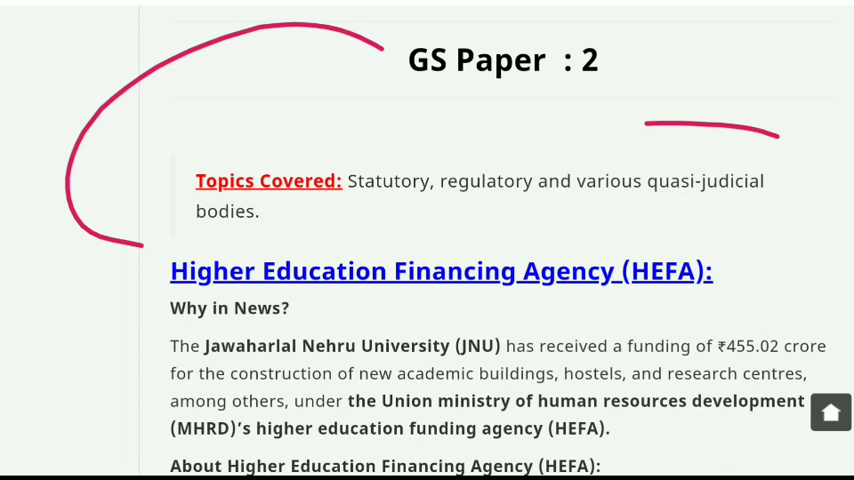 GS Paper : 2
Topics Covered: Statutory, regulatory and various quasi-judicial
bodies.
Higher Education Financing Agency (HEFA):
Why in News?
The Jawaharlal Nehru University (JNU) has received a funding of ₹455.02 crore
for the construction of new academic buildings, hostels, and research centres,
among others, under the Union ministry of human resources development
(MHRD)’s higher education funding agency (HEFA).
About Higher Education Financing Agency (HEFA):